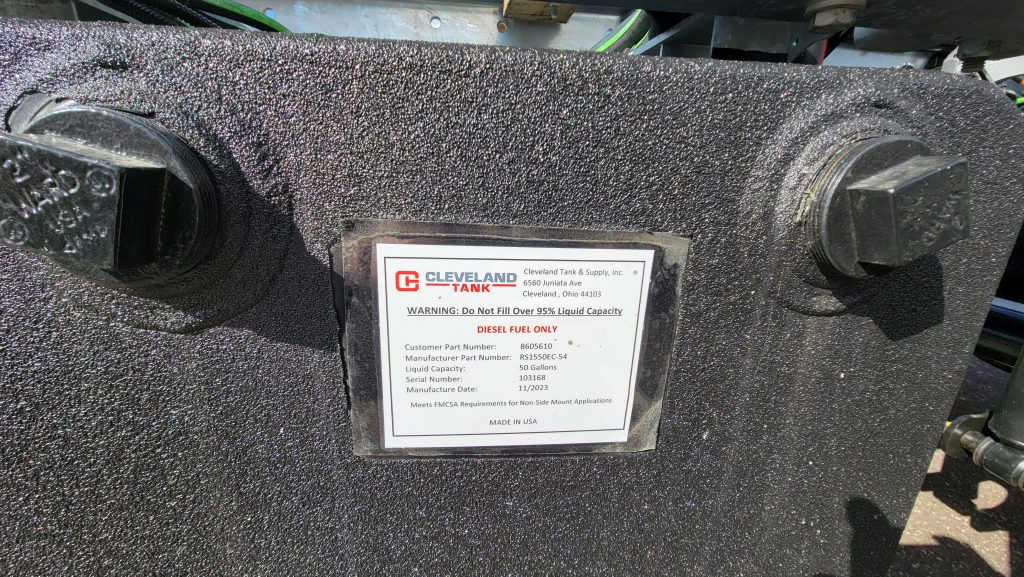 CLEVELAND
TANK
Cleveland Tank & Supply, Inc.
6560 Juniata Ave
Cleveland , Ohio 44103
WARNING: Do Not Fill Over 95% Liquid Capacity
DIESEL FUEL ONLY
Customer Part Number: 8605610
Manufacturer Part Number: RS1550EC-54
Liquid Capacity: 50 Gallons
Serial Number: 103168
Manufacture Date: 11/2023
Meets FMCSA Requirements for Non-Side Mount Applications
MADE IN USA
2
WARD